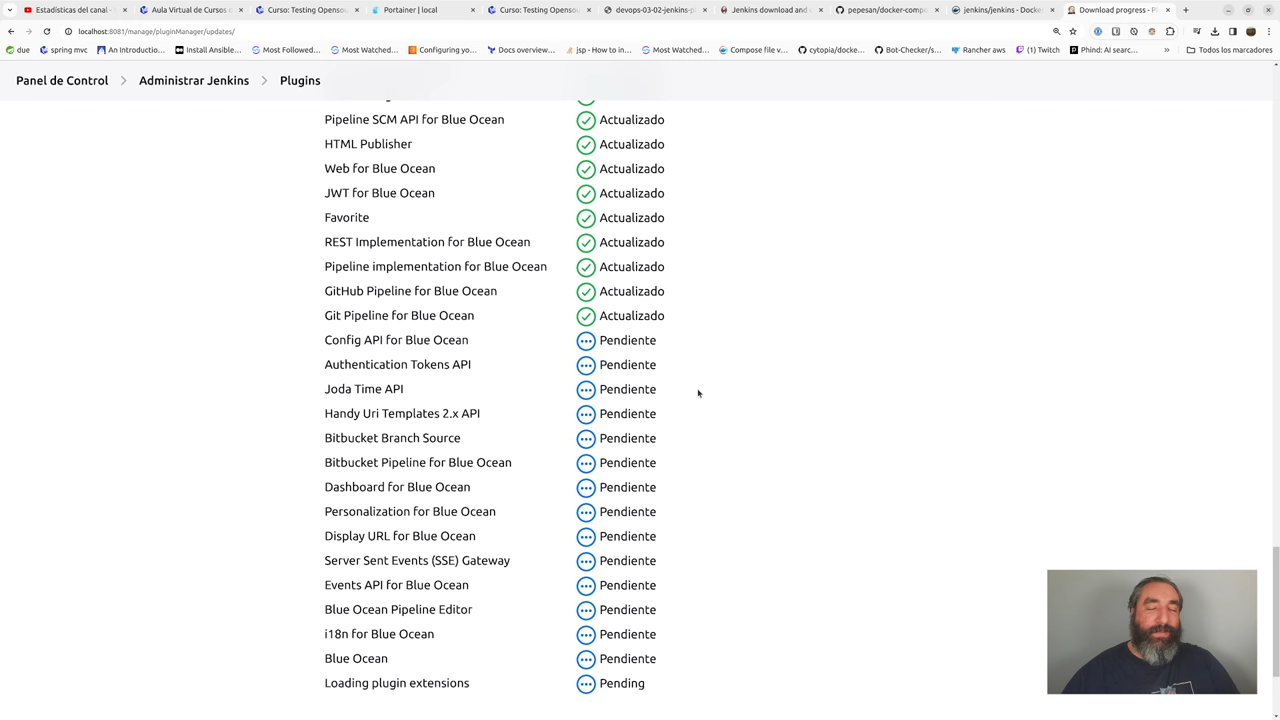 Estadísticas del canal -
Aula Virtual de Cursos
Curso: Testing Opensou
Portainer | local
Curso: Testing Opensou
devops-03-02-jenkins-p
Jenkins download and
pepesan/docker-compo
jenkins/jenkins - Docke
Download progress - P
localhost:8081/manage/pluginManager/updates/
due
spring mvc
An Introductio...
Install Ansible...
Most Followed...
Most Watched...
Configuring yo...
Docs overview...
jsp - How to in...
Most Watched...
Compose file v...
cytopia/docke...
Bot-Checker/s...
Rancher aws
(1) Twitch
Phind: AI searc...
»
Todos los marcadores
Panel de Control > Administrar Jenkins > Plugins
Pipeline SCM API for Blue Ocean Actualizado
HTML Publisher Actualizado
Web for Blue Ocean Actualizado
JWT for Blue Ocean Actualizado
Favorite Actualizado
REST Implementation for Blue Ocean Actualizado
Pipeline implementation for Blue Ocean Actualizado
GitHub Pipeline for Blue Ocean Actualizado
Git Pipeline for Blue Ocean Actualizado
Config API for Blue Ocean Pendiente
Authentication Tokens API Pendiente
Joda Time API Pendiente
Handy Uri Templates 2.x API Pendiente
Bitbucket Branch Source Pendiente
Bitbucket Pipeline for Blue Ocean Pendiente
Dashboard for Blue Ocean Pendiente
Personalization for Blue Ocean Pendiente
Display URL for Blue Ocean Pendiente
Server Sent Events (SSE) Gateway Pendiente
Events API for Blue Ocean Pendiente
Blue Ocean Pipeline Editor Pendiente
i18n for Blue Ocean Pendiente
Blue Ocean Pendiente
Loading plugin extensions Pending